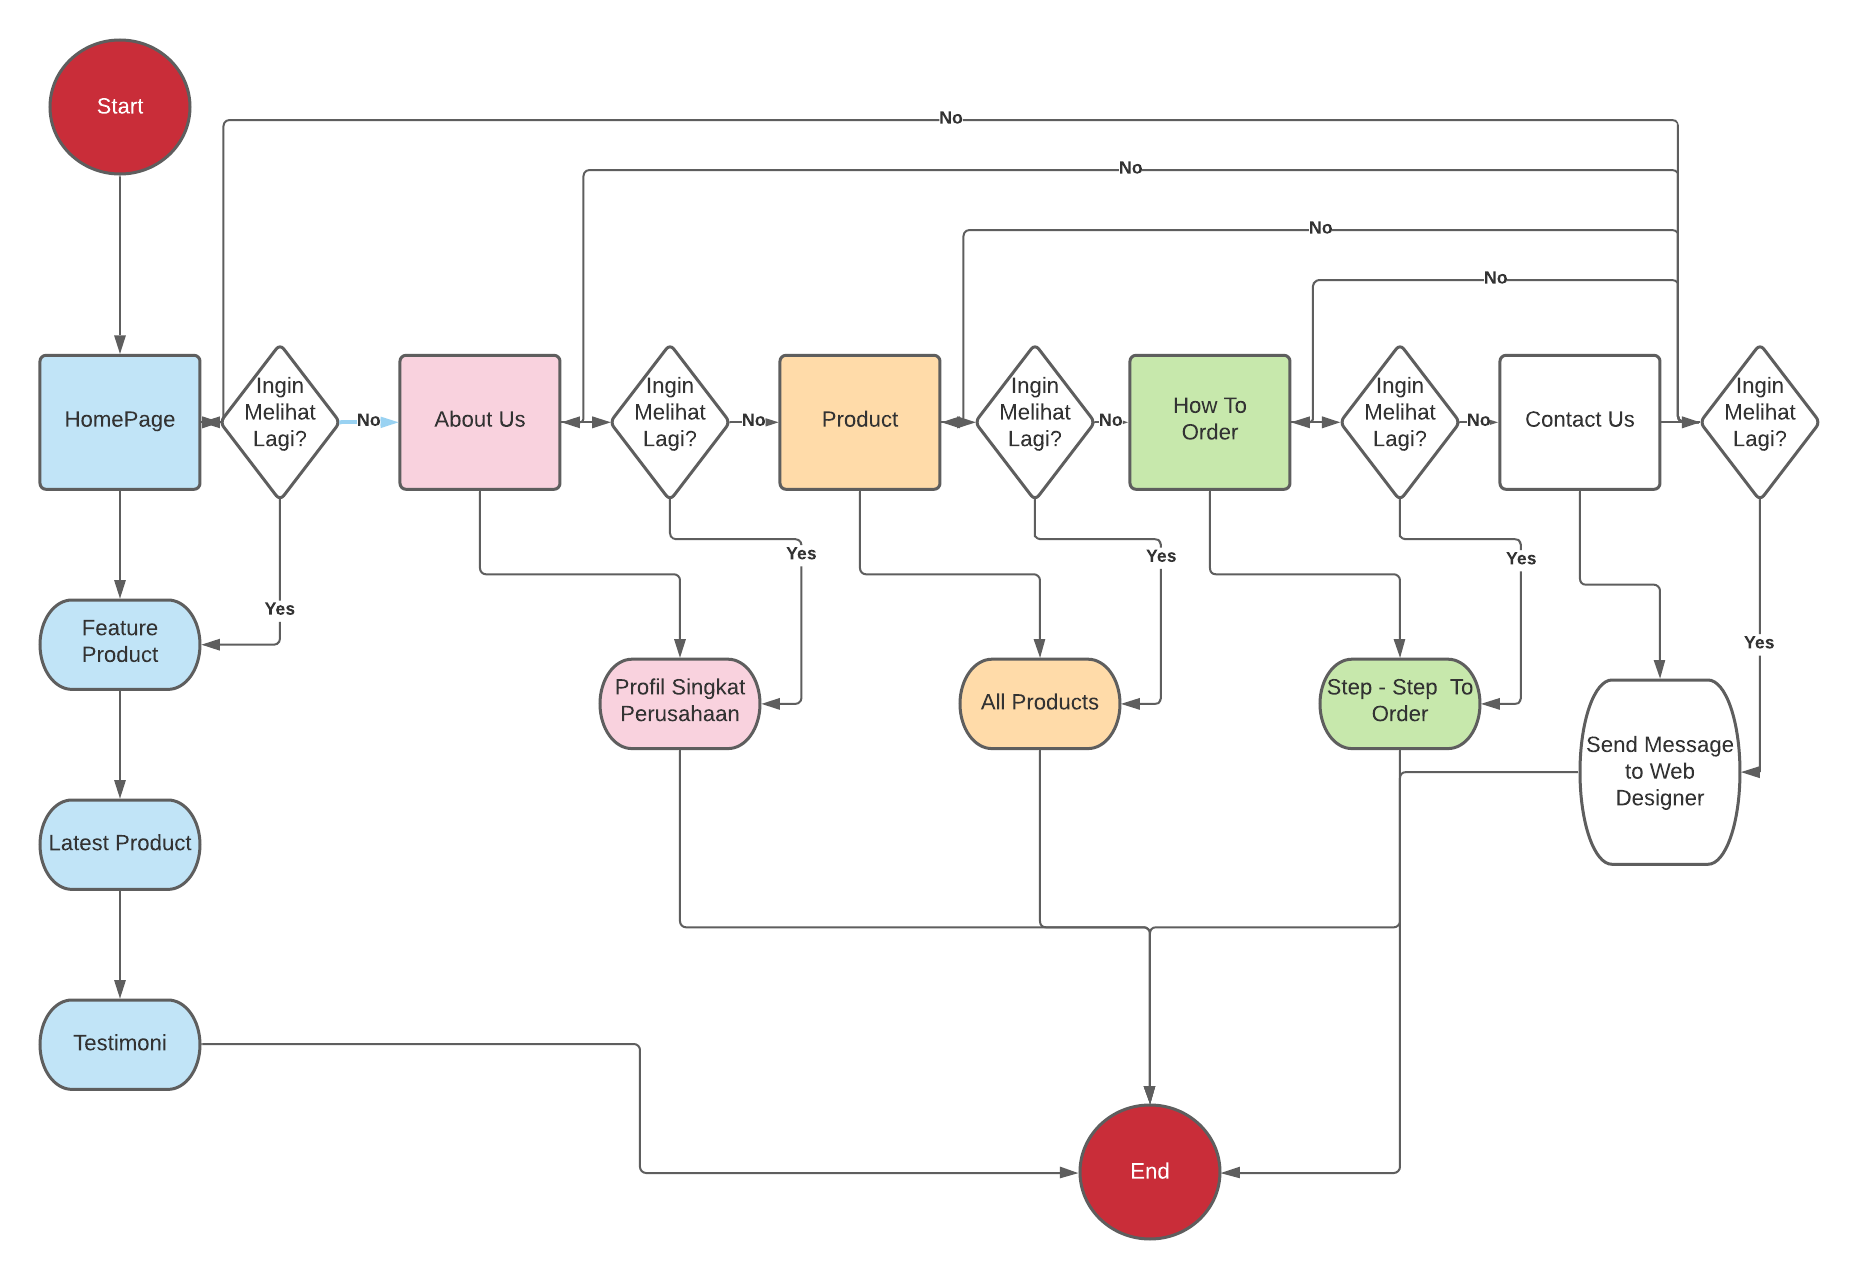 Start
No
No
No
No
HomePage
Ingin
Melihat
Lagi?
No
About Us
Ingin
Melihat
Lagi?
No
Product
Ingin
Melihat
Lagi?
No
How To
Order
Ingin
Melihat
Lagi?
No
Contact Us
Ingin
Melihat
Lagi?
Yes
Yes
Yes
Yes
Yes
Feature
Product
Profil Singkat
Perusahaan
All Products
Step - Step  To
Order
Send Message
to Web
Designer
Latest Product
Testimoni
End